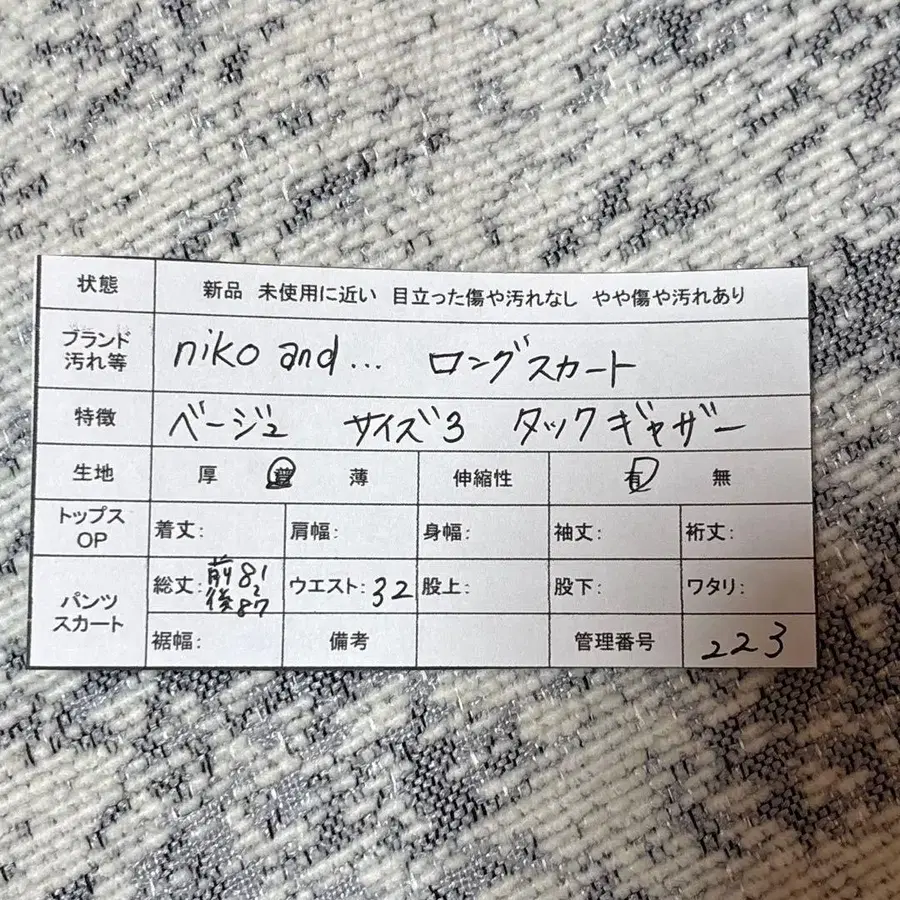 状態 新品 未使用に近い 目立った傷や汚れなし やや傷や汚れあり
ブランド
汚れ等 niko and... ロングスカート
特徴 ベージュ サイズ3 タックギャザー
生地 厚 普 薄 伸縮性 有 無
トップス
OP 着丈: 肩幅: 身幅: 袖丈: 裄丈:
パンツ
スカート 総丈: 前81
後87 ウエスト: 32 股上: 股下: ワタリ:
裾幅: 備考 管理番号 223